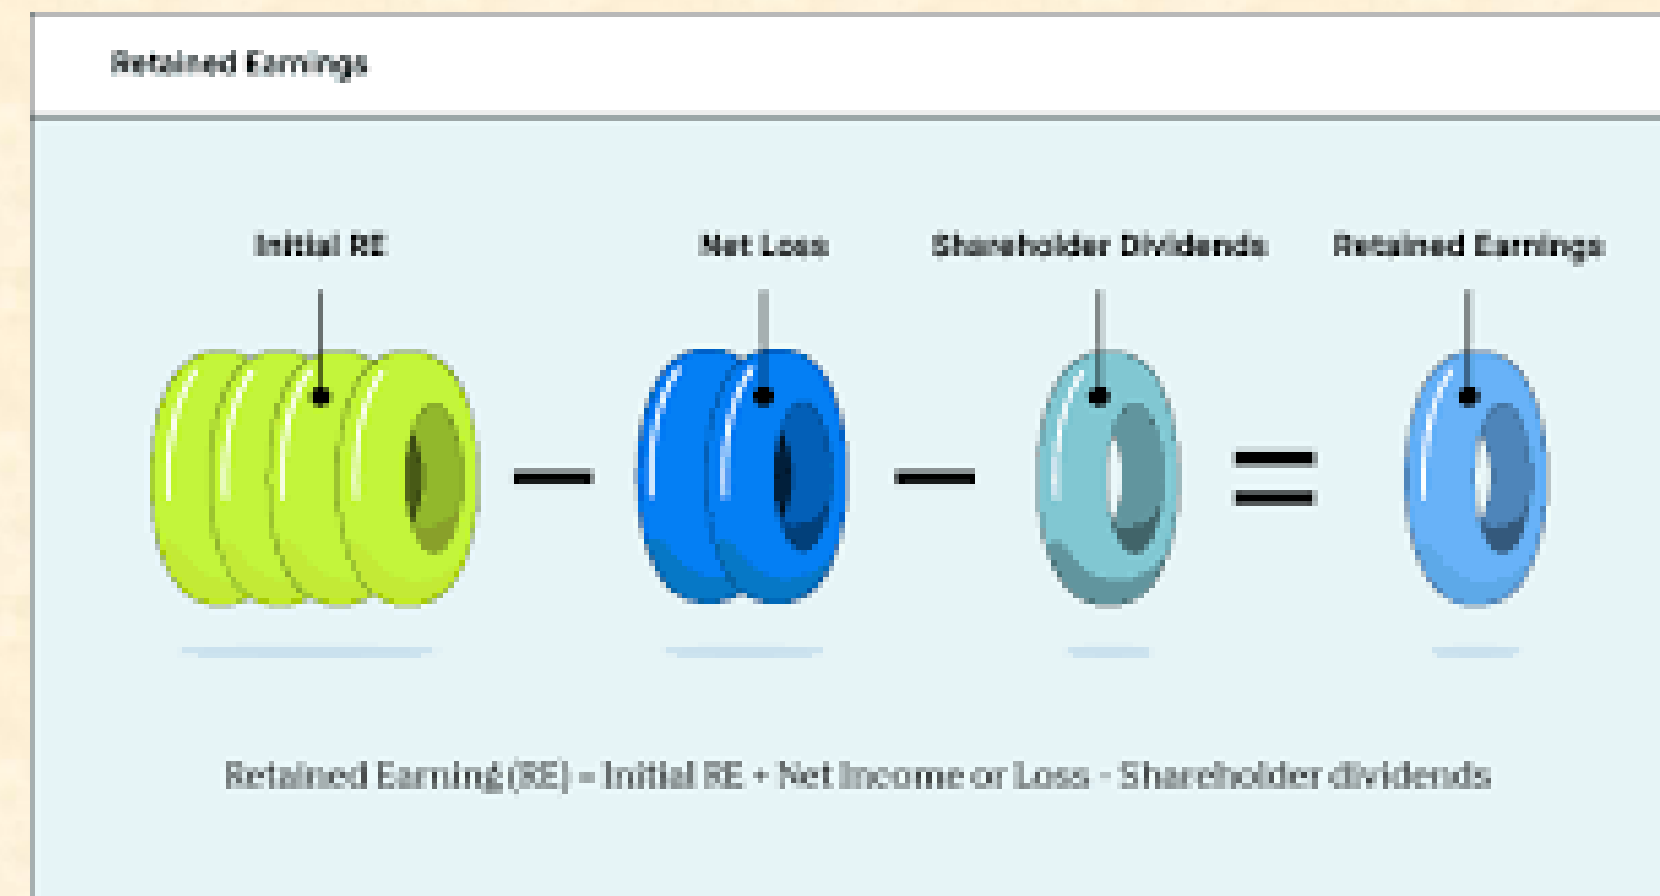 Retained Earnings
Initial RE
Net Loss
Shareholder Dividends
Retained Earnings
Retained Earning (RE) = Initial RE + Net Income or Loss - Shareholder dividends